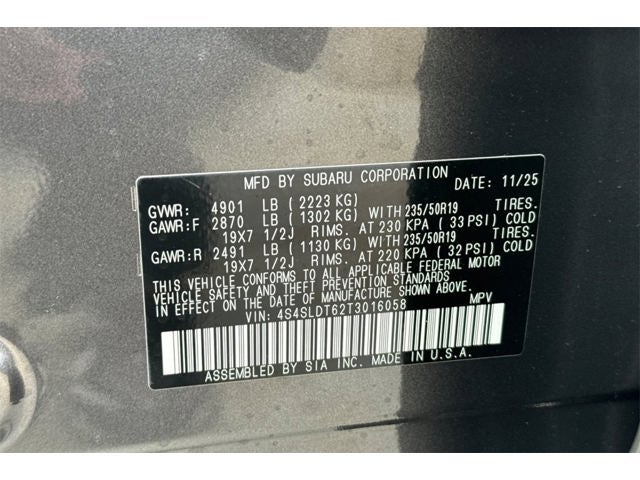 MFD BY SUBARU CORPORATION DATE: 11/25
GVWR: 4901 LB (2223 KG)
GAWR:F 2870 LB (1302 KG) WITH 235/50R19 TIRES.
19X7 1/2J RIMS. AT 230 KPA (33 PSI) COLD
GAWR:R 2491 LB (1130 KG) WITH 235/50R19 TIRES.
19X7 1/2J RIMS. AT 220 KPA (32 PSI) COLD
THIS VEHICLE CONFORMS TO ALL APPLICABLE FEDERAL MOTOR
VEHICLE SAFETY AND THEFT PREVENTION STANDARDS
IN EFFECT ON THE DATE OF MANUFACTURE SHOWN ABOVE.
VIN: 4S4SLDT62T3016058 MPV
ASSEMBLED BY SIA INC. MADE IN U.S.A.